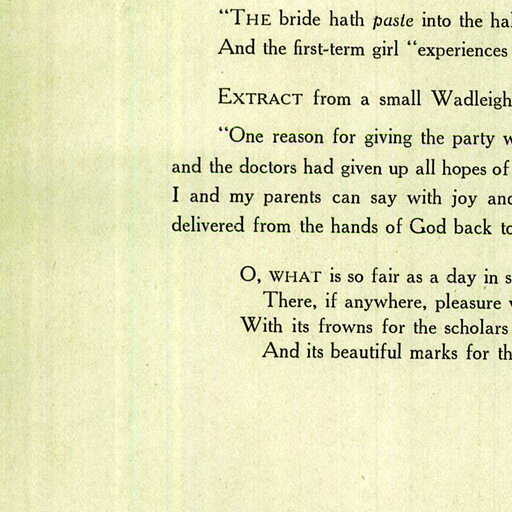 “THE bride hath paste into the hal
And the first-term girl “experiences
EXTRACT from a small Wadleigh
“One reason for giving the party w
and the doctors had given up all hopes of
I and my parents can say with joy and
delivered from the hands of God back to
O, WHAT is so fair as a day in s
There, if anywhere, pleasure
With its frowns for the scholars
And its beautiful marks for th